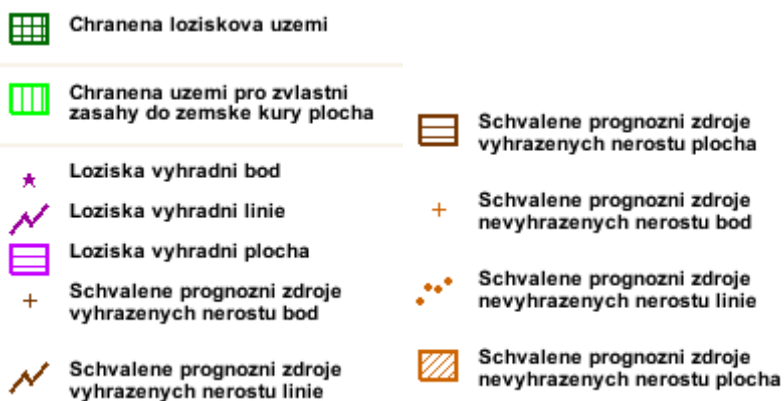 Chranena loziskova uzemi
Chranena uzemi pro zvlastni
zasahy do zemske kury plocha
Loziska vyhradni bod
Loziska vyhradni linie
Loziska vyhradni plocha
Schvalene prognozni zdroje
vyhrazenych nerostu bod
Schvalene prognozni zdroje
vyhrazenych nerostu linie
Schvalene prognozni zdroje
vyhrazenych nerostu plocha
Schvalene prognozni zdroje
nevyhrazenych nerostu bod
Schvalene prognozni zdroje
nevyhrazenych nerostu linie
Schvalene prognozni zdroje
nevyhrazenych nerostu plocha